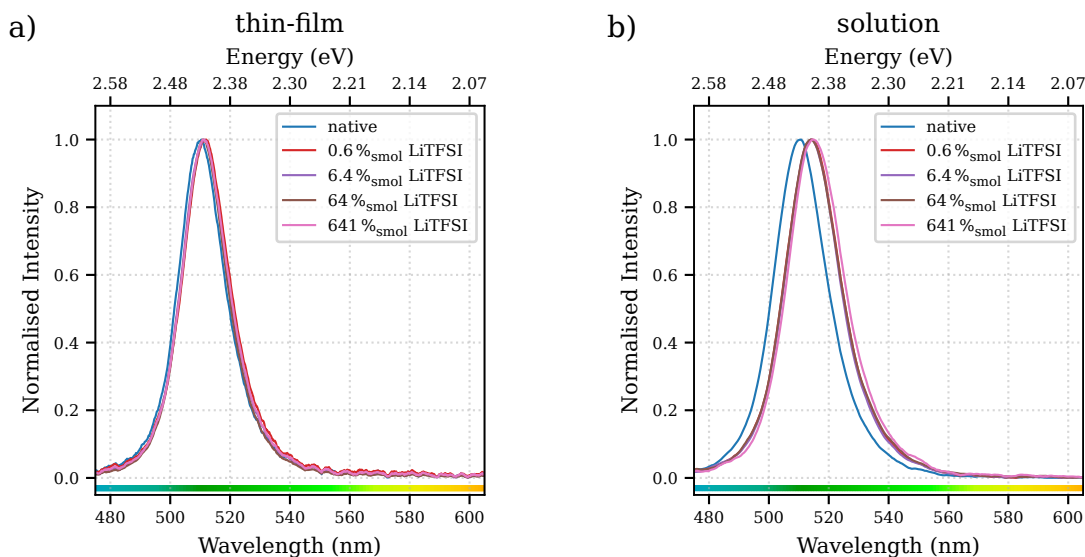 a)
thin-film
Energy (eV)
2.58 2.48 2.38 2.30 2.21 2.14 2.07
Normalised Intensity
1.0
0.8
0.6
0.4
0.2
0.0
native
0.6 %smol LiTFSI
6.4 %smol LiTFSI
64 %smol LiTFSI
641 %smol LiTFSI
480 500 520 540 560 580 600
Wavelength (nm)
b)
solution
Energy (eV)
2.58 2.48 2.38 2.30 2.21 2.14 2.07
Normalised Intensity
1.0
0.8
0.6
0.4
0.2
0.0
native
0.6 %smol LiTFSI
6.4 %smol LiTFSI
64 %smol LiTFSI
641 %smol LiTFSI
480 500 520 540 560 580 600
Wavelength (nm)